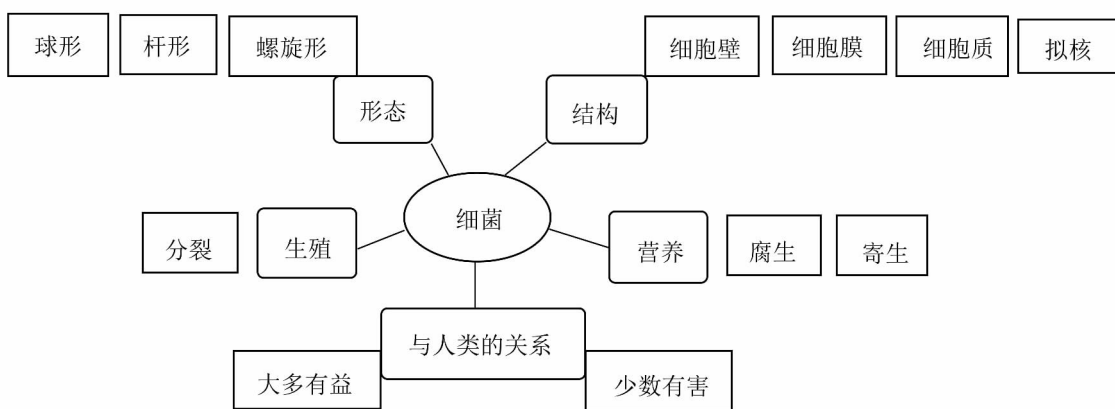 球形 杆形 螺旋形 细胞壁 细胞膜 细胞质 拟核
形态 结构
细菌
分裂 生殖 营养 腐生 寄生
与人类的关系
大多有益 少数有害